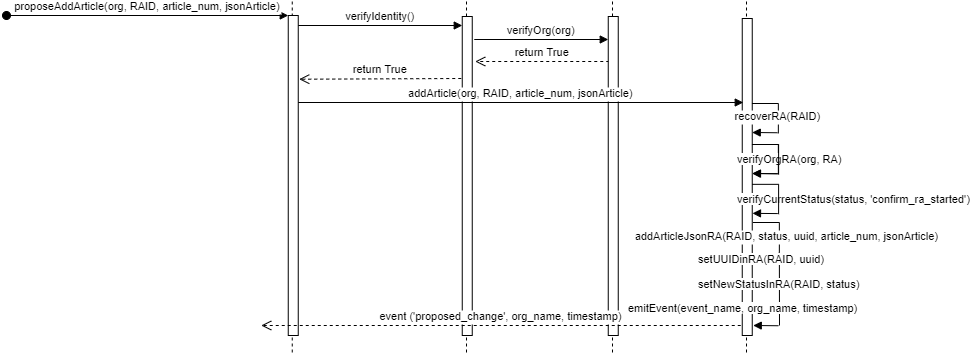 proposeAddArticle(org, RAID, article_num, jsonArticle)
verifyIdentity()
verifyOrg(org)
return True
return True
addArticle(org, RAID, article_num, jsonArticle)
recoverRA(RAID)
verifyOrgRA(org, RA)
verifyCurrentStatus(status, 'confirm_ra_started')
addArticleJsonRA(RAID, status, uuid, article_num, jsonArticle)
setUUIDinRA(RAID, uuid)
setNewStatusInRA(RAID, status)
emitEvent(event_name, org_name, timestamp)
event ('proposed_change', org_name, timestamp)